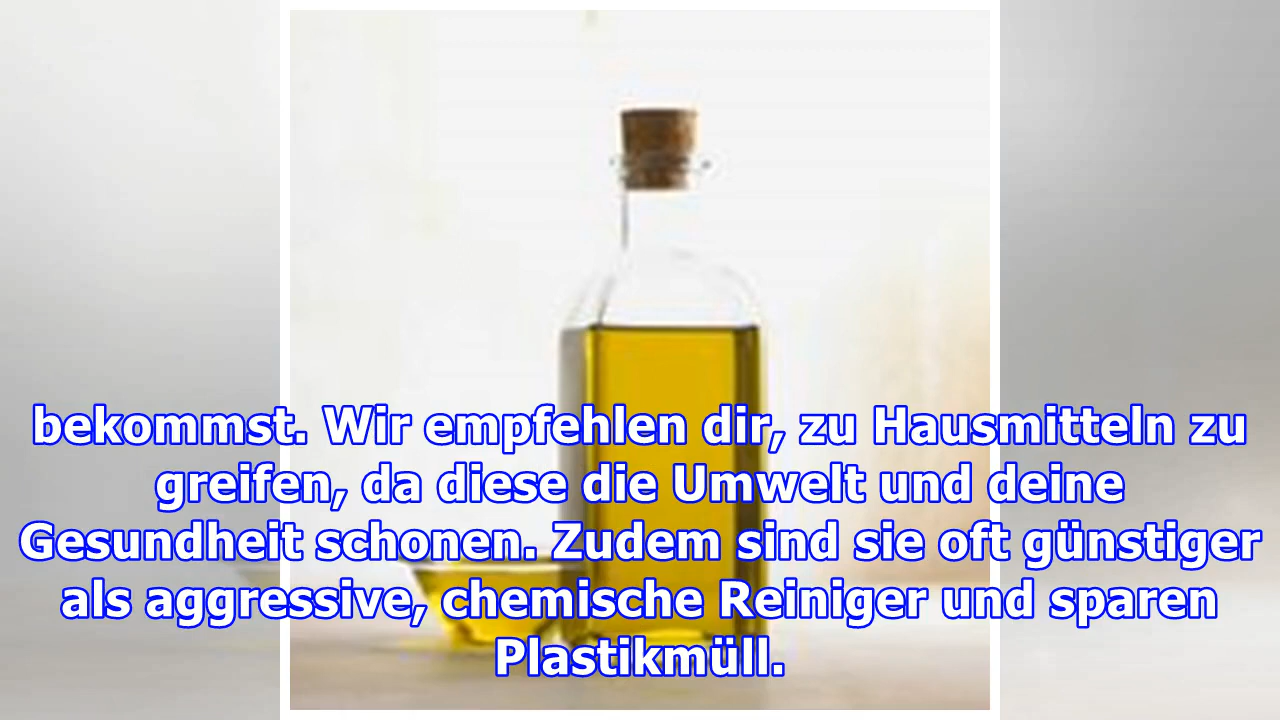 bekommst. Wir empfehlen dir, zu Hausmitteln zu
greifen, da diese die Umwelt und deine
Gesundheit schonen. Zudem sind sie oft günstiger
als aggressive, chemische Reiniger und sparen
Plastikmüll.